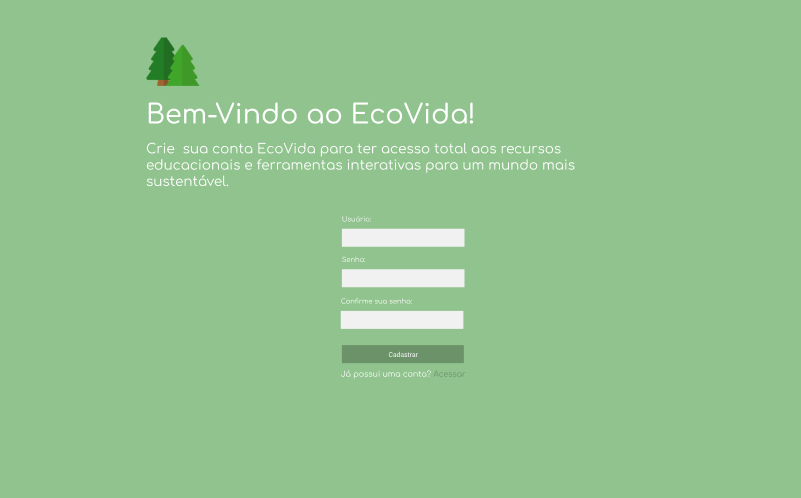 Bem-Vindo ao EcoVida!
Crie  sua conta EcoVida para ter acesso total aos recursos
educacionais e ferramentas interativas para um mundo mais
sustentável.
Usuário:
Senha:
Confirme sua senha:
Cadastrar
Já possui uma conta? Acessar